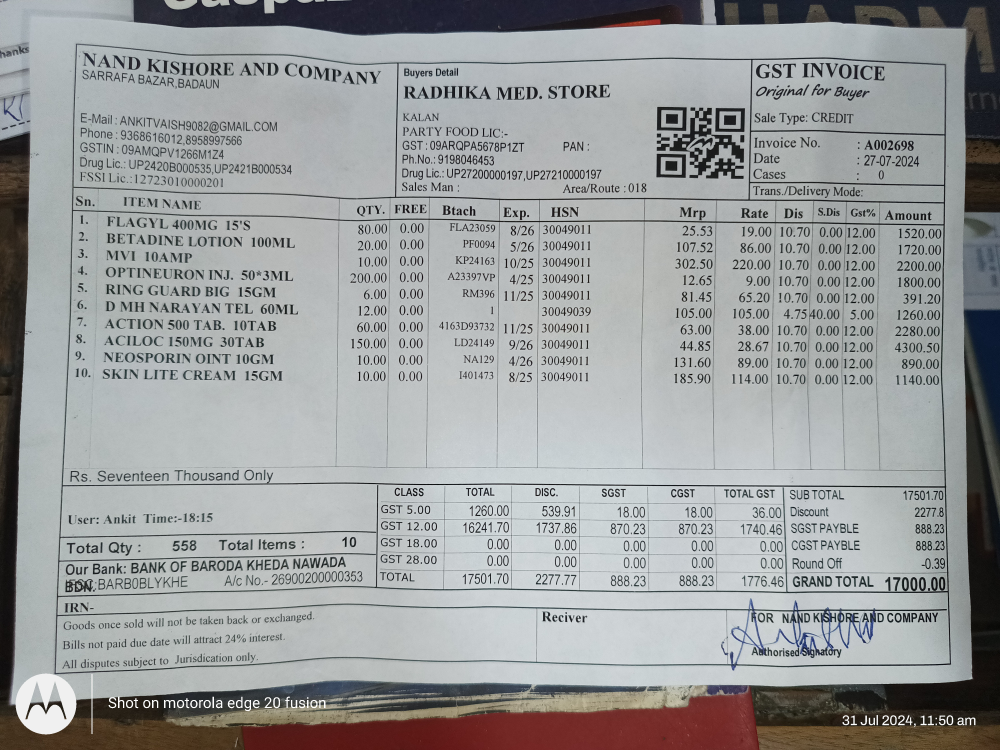 NAND KISHORE AND COMPANY
SARRAFA BAZAR,BADAUN
E-Mail : ANKITVAISH9082@GMAIL.COM
Phone : 9368616012,8958997566
GSTIN : 09AMQPV1266M1Z4
Drug Lic.: UP2420B000535,UP2421B000534
FSSI Lic.:12723010000201
Buyers Detail
RADHIKA MED. STORE
KALAN
PARTY FOOD LIC:-
GST : 09ARQPA5678P1ZT PAN :
Ph.No.: 9198046453
Drug Lic.: UP27200000197,UP27210000197
Sales Man : Area/Route : 018
GST INVOICE
Original for Buyer
Sale Type: CREDIT
Invoice No. : A002698
Date : 27-07-2024
Cases : 0
Trans./Delivery Mode:
Sn. ITEM NAME QTY. FREE Btach Exp. HSN Mrp Rate Dis S.Dis Gst% Amount
1. FLAGYL 400MG 15'S 80.00 0.00 FLA23059 8/26 30049011 25.53 19.00 10.70 0.00 12.00 1520.00
2. BETADINE LOTION 100ML 20.00 0.00 PF0094 5/26 30049011 107.52 86.00 10.70 0.00 12.00 1720.00
3. MVI 10AMP 10.00 0.00 KP24163 10/25 30049011 302.50 220.00 10.70 0.00 12.00 2200.00
4. OPTINEURON INJ. 50*3ML 200.00 0.00 A23397VP 4/25 30049011 12.65 9.00 10.70 0.00 12.00 1800.00
5. RING GUARD BIG 15GM 6.00 0.00 RM396 11/25 30049011 81.45 65.20 10.70 0.00 12.00 391.20
6. D MH NARAYAN TEL 60ML 12.00 0.00 1 30049039 105.00 105.00 4.75 40.00 5.00 1260.00
7. ACTION 500 TAB. 10TAB 60.00 0.00 4163D93732 11/25 30049011 63.00 38.00 10.70 0.00 12.00 2280.00
8. ACILOC 150MG 30TAB 150.00 0.00 LD24149 9/26 30049011 44.85 28.67 10.70 0.00 12.00 4300.50
9. NEOSPORIN OINT 10GM 10.00 0.00 NA129 4/26 30049011 131.60 89.00 10.70 0.00 12.00 890.00
10. SKIN LITE CREAM 15GM 10.00 0.00 I401473 8/25 30049011 185.90 114.00 10.70 0.00 12.00 1140.00
Rs. Seventeen Thousand Only
User: Ankit Time:-18:15
Total Qty : 558 Total Items : 10
Our Bank: BANK OF BARODA KHEDA NAWADA
BDN. :BARB0BLYKHE A/c No.- 26900200000353
CLASS TOTAL DISC. SGST CGST TOTAL GST
GST 5.00 1260.00 539.91 18.00 18.00 36.00
GST 12.00 16241.70 1737.86 870.23 870.23 1740.46
GST 18.00 0.00 0.00 0.00 0.00 0.00
GST 28.00 0.00 0.00 0.00 0.00 0.00
TOTAL 17501.70 2277.77 888.23 888.23 1776.46
SUB TOTAL 17501.70
Discount 2277.8
SGST PAYBLE 888.23
CGST PAYBLE 888.23
Round Off -0.39
GRAND TOTAL 17000.00
IRN-
Goods once sold will not be taken back or exchanged.
Bills not paid due date will attract 24% interest.
All disputes subject to Jurisdication only.
Reciver
FOR NAND KISHORE AND COMPANY
Authorised Signatory
Shot on motorola edge 20 fusion
31 Jul 2024, 11:50 am